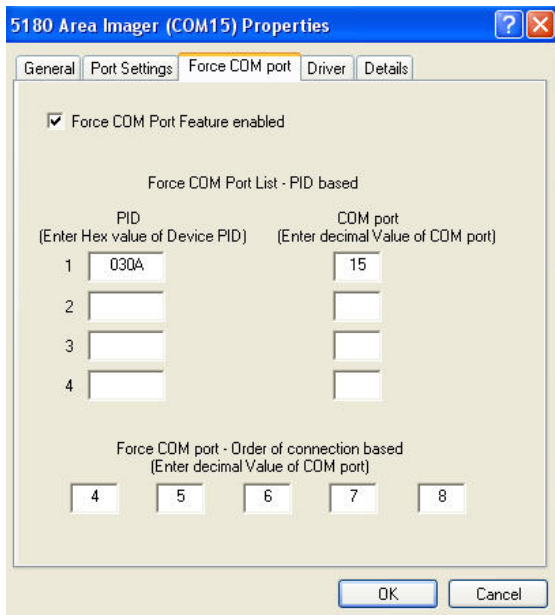 5180 Area Imager (COM15) Properties
General Port Settings Force COM port Driver Details
Force COM Port Feature enabled
Force COM Port List - PID based
PID COM port
(Enter Hex value of Device PID) (Enter decimal Value of COM port)
1 030A 15
2
3
4
Force COM port - Order of connection based
(Enter decimal Value of COM port)
4 5 6 7 8
OK Cancel